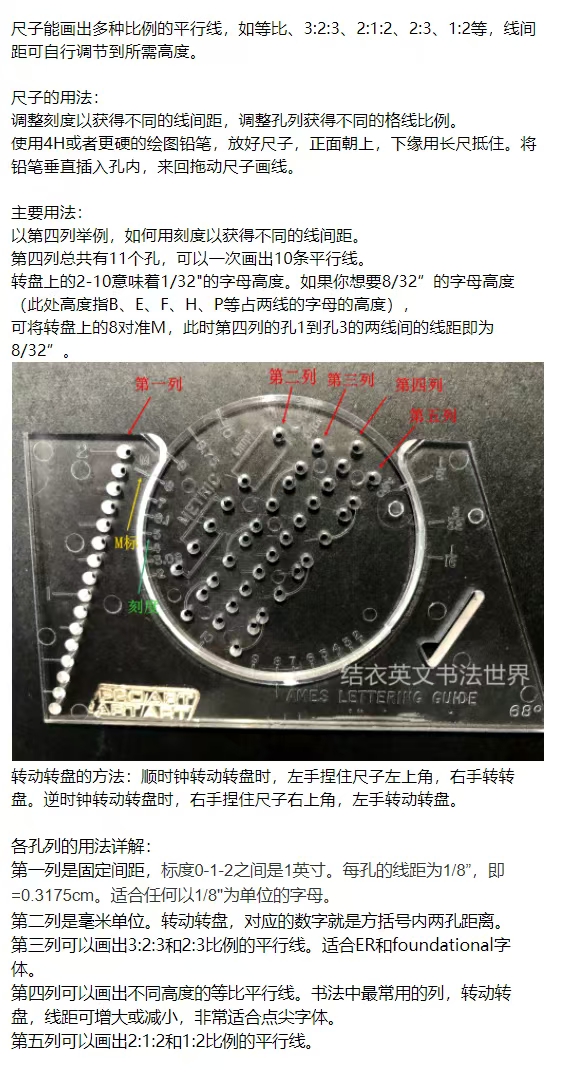 尺子能画出多种比例的平行线，如等比、3:2:3、2:1:2、2:3、1:2等，线间
距可自行调节到所需高度。
尺子的用法：
调整刻度以获得不同的线间距，调整孔列获得不同的格线比例。
使用4H或者更硬的绘图铅笔，放好尺子，正面朝上，下缘用长尺抵住。将
铅笔垂直插入孔内，来回拖动尺子画线。
主要用法：
以第四列举例，如何用刻度以获得不同的线间距。
第四列总共有11个孔，可以一次画出10条平行线。
转盘上的2-10意味着1/32"的字母高度。如果你想要8/32”的字母高度
（此处高度指B、E、F、H、P等占两线的字母的高度），
可将转盘上的8对准M，此时第四列的孔1到孔3的两线间的线距即为
8/32”。
第一列
第二列
第三列
第四列
第五列
METRIC
M标
刻度
结衣英文书法世界
AMES LETTERING GUIDE
68°
转动转盘的方法：顺时钟转动转盘时，左手捏住尺子左上角，右手转转
盘。逆时钟转动转盘时，右手捏住尺子右上角，左手转动转盘。
各孔列的用法详解：
第一列是固定间距，标度0-1-2之间是1英寸。每孔的线距为1/8”，即
=0.3175cm。适合任何以1/8"为单位的字母。
第二列是毫米单位。转动转盘，对应的数字就是方括号内两孔距离。
第三列可以画出3:2:3和2:3比例的平行线。适合ER和foundational字
体。
第四列可以画出不同高度的等比平行线。书法中最常用的列，转动转
盘，线距可增大或减小，非常适合点尖字体。
第五列可以画出2:1:2和1:2比例的平行线。